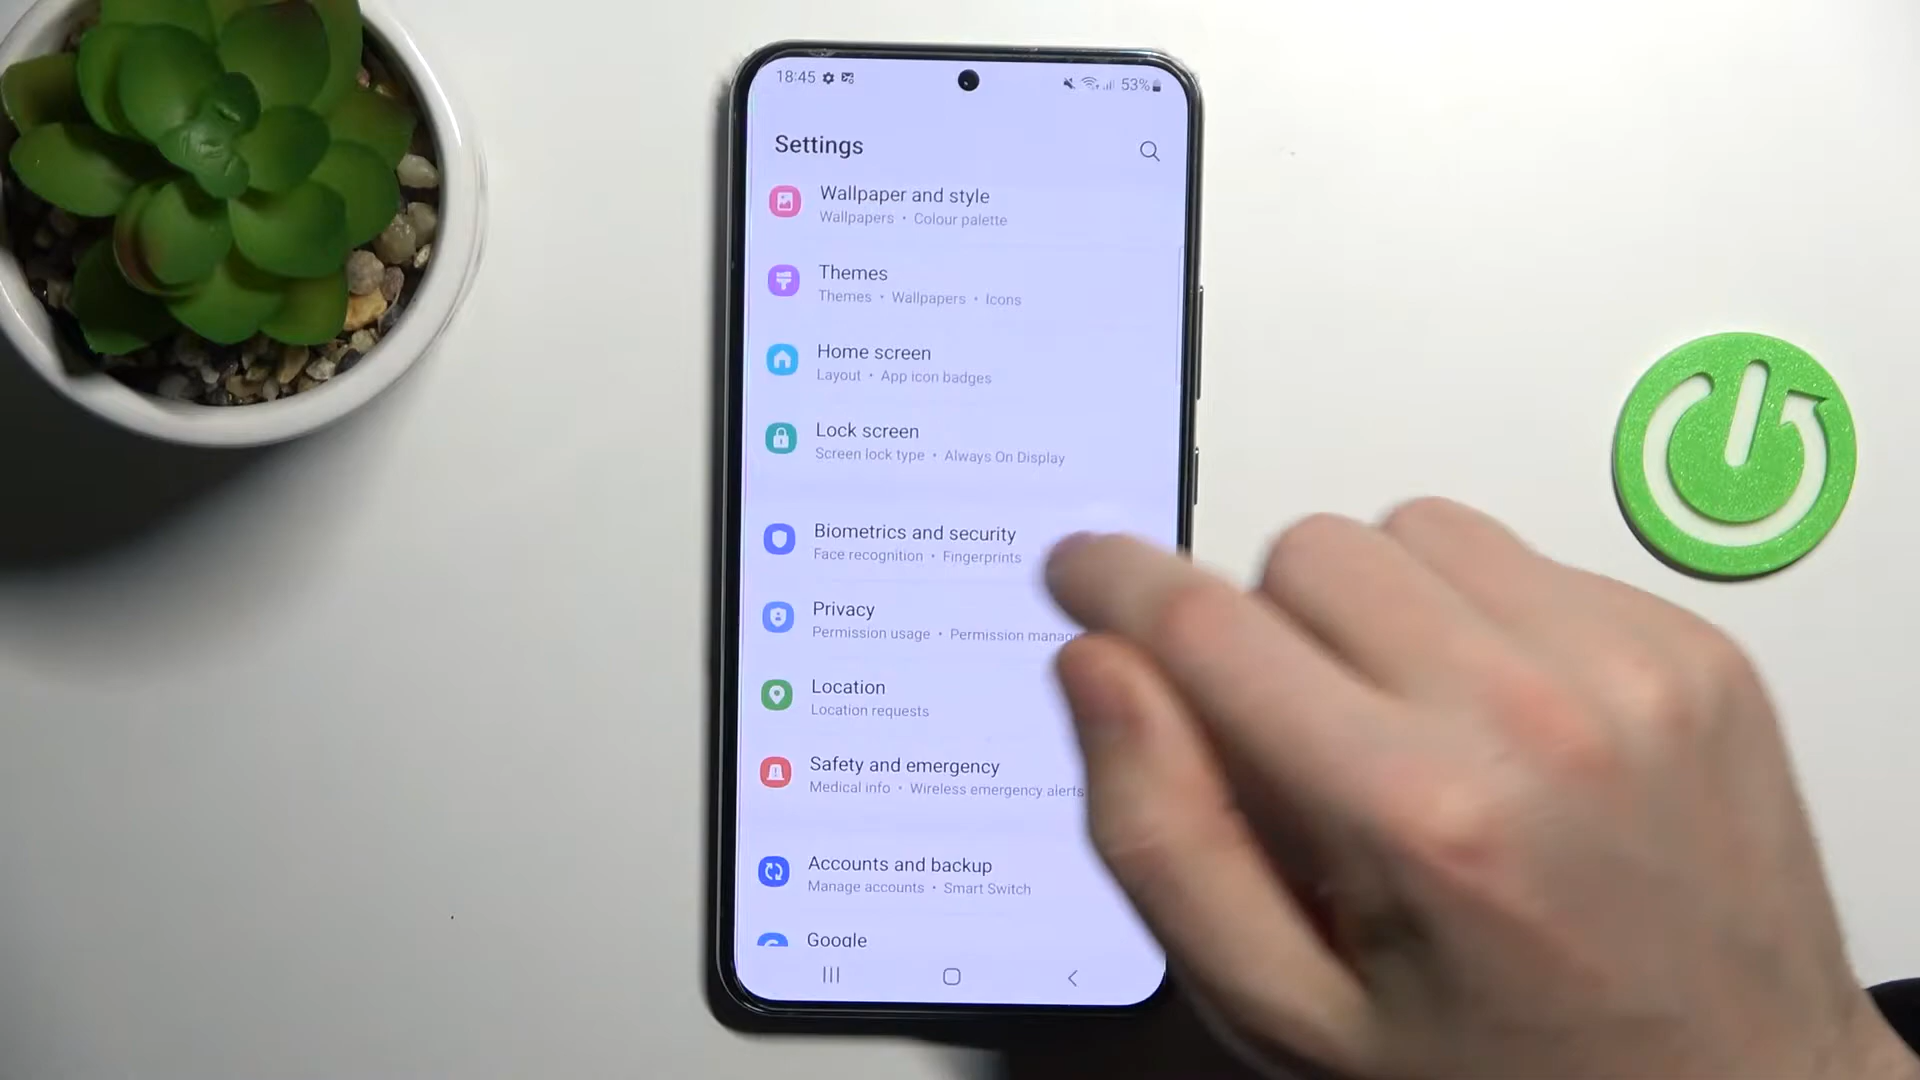 18:45
53%
Settings
Wallpaper and style
Wallpapers • Colour palette
Themes
Themes • Wallpapers • Icons
Home screen
Layout • App icon badges
Lock screen
Screen lock type • Always On Display
Biometrics and security
Face recognition • Fingerprints
Privacy
Permission usage • Permission manag
Location
Location requests
Safety and emergency
Medical info • Wireless emergency alerts
Accounts and backup
Manage accounts • Smart Switch
Google